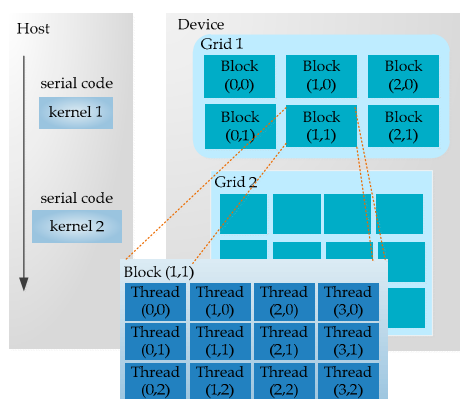 Host
serial code
kernel 1
serial code
kernel 2
Device
Grid 1
Block
(0,0)
Block
(1,0)
Block
(2,0)
Block
(0,1)
Block
(1,1)
Block
(2,1)
Grid 2
Block (1,1)
Thread
(0,0)
Thread
(1,0)
Thread
(2,0)
Thread
(3,0)
Thread
(0,1)
Thread
(1,1)
Thread
(2,1)
Thread
(3,1)
Thread
(0,2)
Thread
(1,2)
Thread
(2,2)
Thread
(3,2)